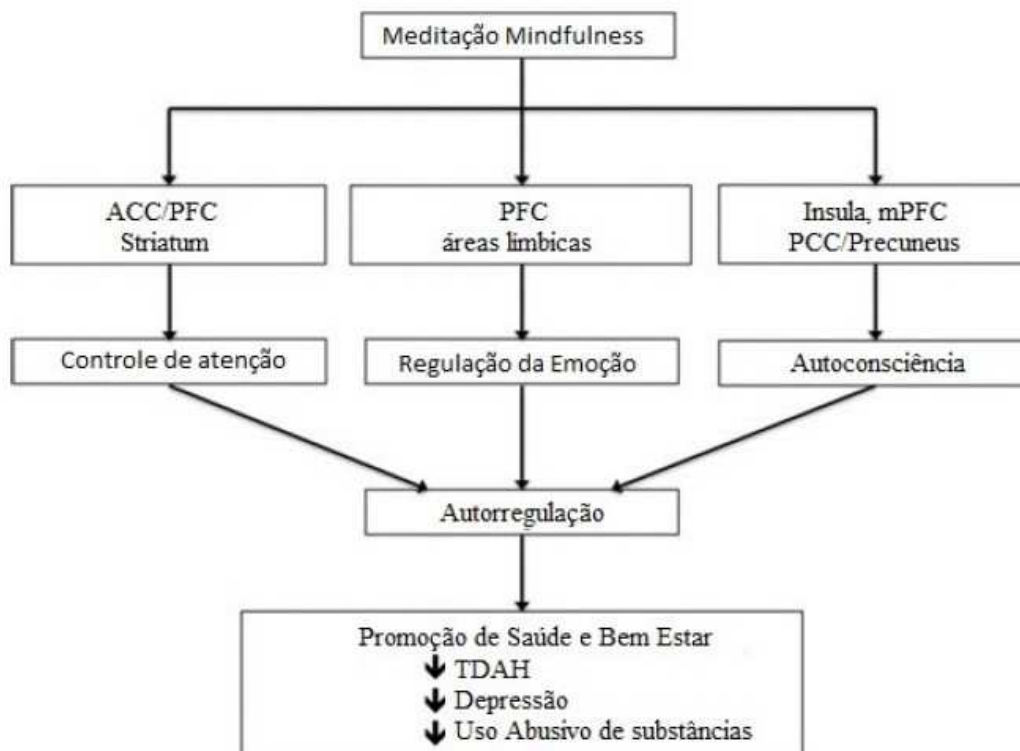 Meditação Mindfulness
ACC/PFC
Striatum
PFC
áreas limbicas
Insula, mPFC
PCC/Precuneus
Controle de atenção
Regulação da Emoção
Autoconsciência
Autorregulação
Promoção de Saúde e Bem Estar
↓ TDAH
↓ Depressão
↓ Uso Abusivo de substâncias